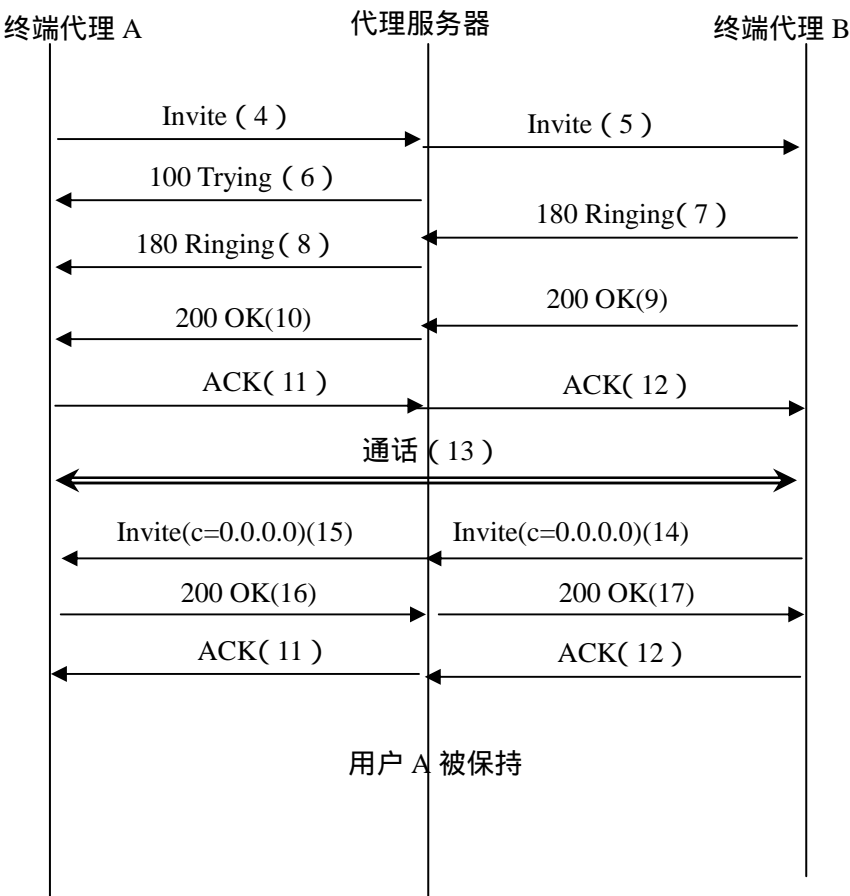 终端代理 A
代理服务器
终端代理 B
Invite（4）
Invite（5）
100 Trying（6）
180 Ringing（7）
180 Ringing（8）
200 OK(9)
200 OK(10)
ACK（11）
ACK（12）
通话（13）
Invite(c=0.0.0.0)(15)
Invite(c=0.0.0.0)(14)
200 OK(16)
200 OK(17)
ACK（11）
ACK（12）
用户 A 被保持